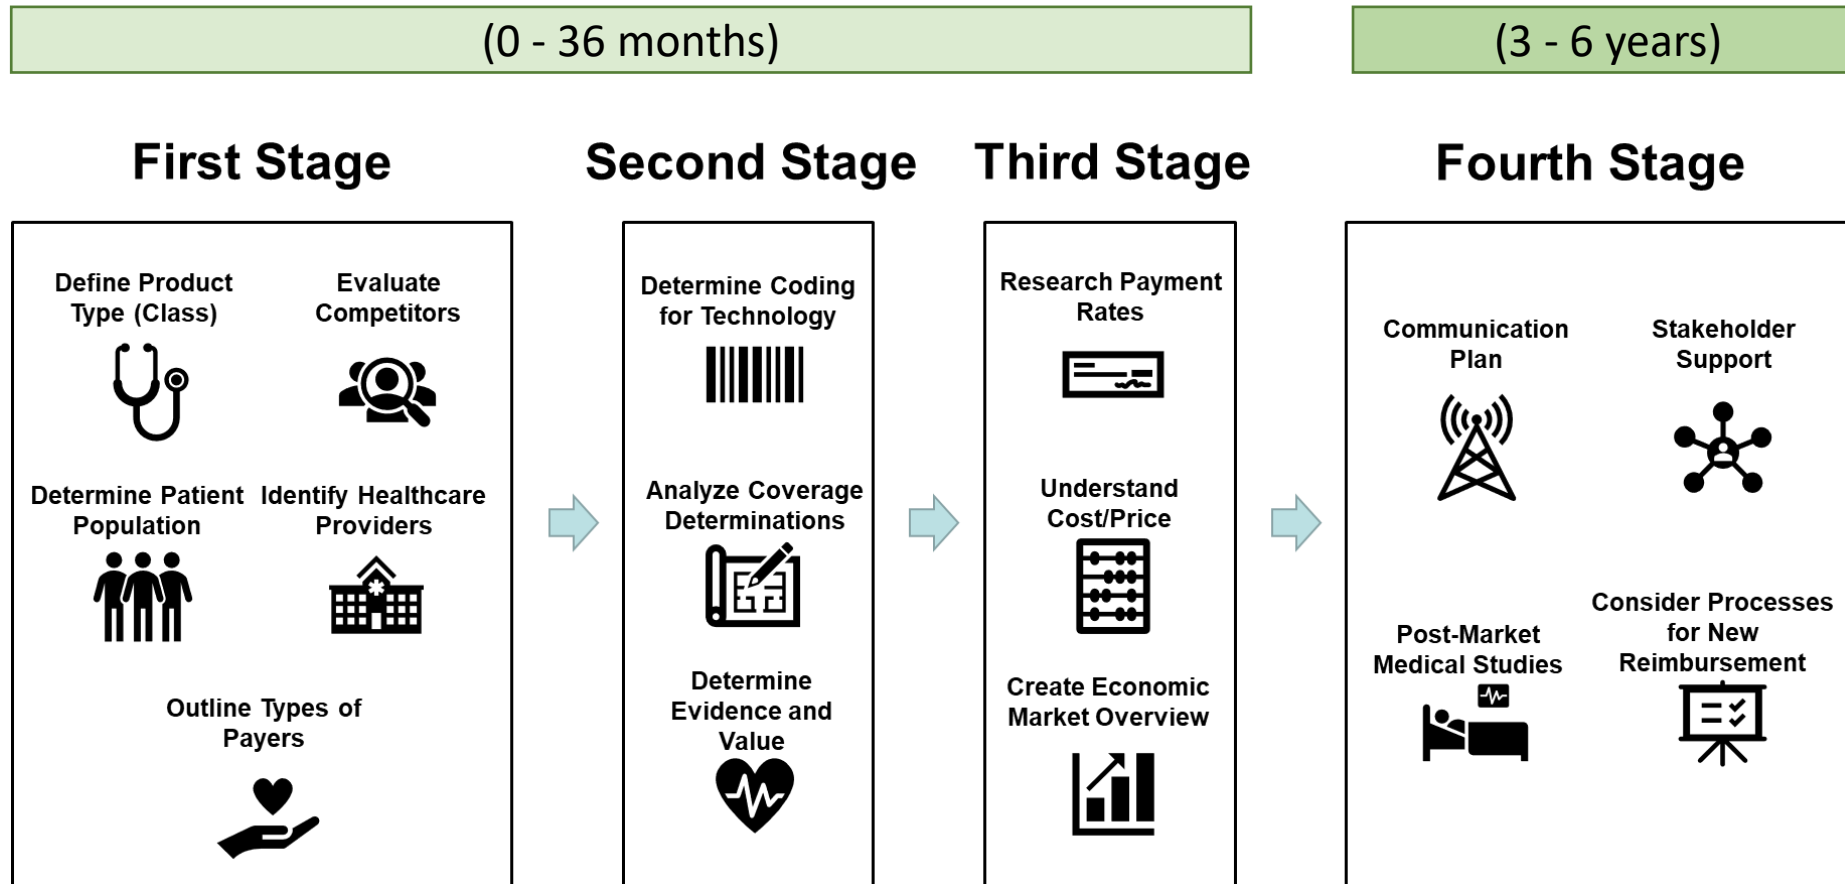 (0 - 36 months)
(3 - 6 years)
First Stage
Second Stage
Third Stage
Fourth Stage
Define Product
Type (Class)
Evaluate
Competitors
Determine Patient
Population
Identify Healthcare
Providers
Outline Types of
Payers
Determine Coding
for Technology
Analyze Coverage
Determinations
Determine
Evidence and
Value
Research Payment
Rates
Understand
Cost/Price
Create Economic
Market Overview
Communication
Plan
Stakeholder
Support
Post-Market
Medical Studies
Consider Processes
for New
Reimbursement